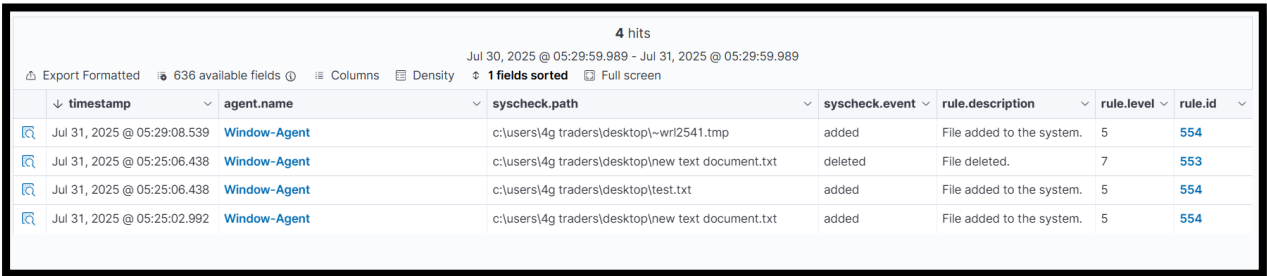 4 hits
Jul 30, 2025 @ 05:29:59.989 - Jul 31, 2025 @ 05:29:59.989
Export Formatted 636 available fields Columns Density 1 fields sorted Full screen
timestamp agent.name syscheck.path syscheck.event rule.description rule.level rule.id
Jul 31, 2025 @ 05:29:08.539 Window-Agent c:\users\4g traders\desktop\~wrl2541.tmp added File added to the system. 5 554
Jul 31, 2025 @ 05:25:06.438 Window-Agent c:\users\4g traders\desktop\new text document.txt deleted File deleted. 7 553
Jul 31, 2025 @ 05:25:06.438 Window-Agent c:\users\4g traders\desktop\test.txt added File added to the system. 5 554
Jul 31, 2025 @ 05:25:02.992 Window-Agent c:\users\4g traders\desktop\new text document.txt added File added to the system. 5 554